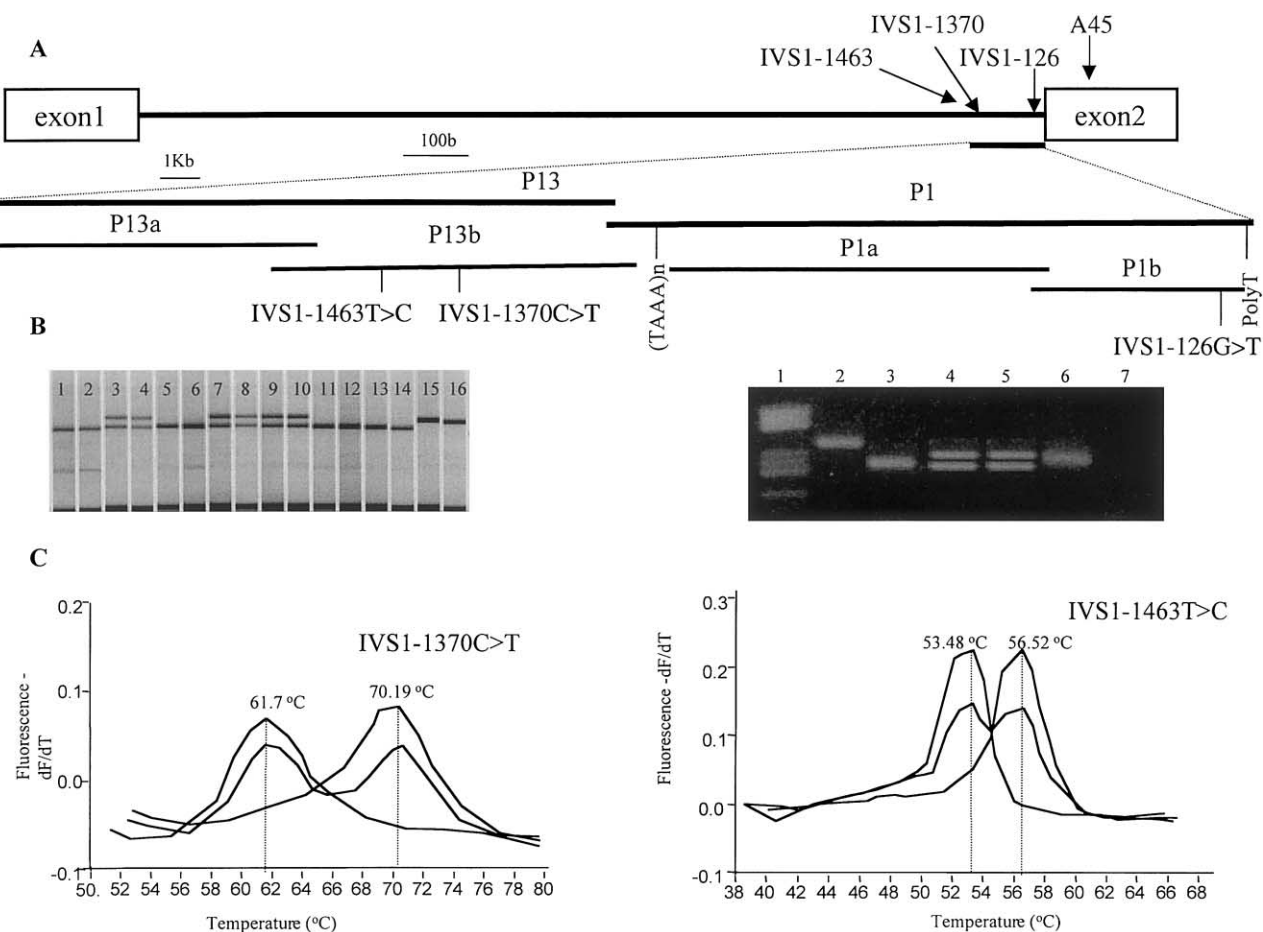 A
IVS1-1370
A45
IVS1-1463
IVS1-126
exon1
exon2
100b
1Kb
P13
P1
P13a
P13b
P1a
P1b
IVS1-1463T>C
IVS1-1370C>T
(TAAA)n
PolyT
IVS1-126G>T
B
1 2 3 4 5 6 7 8 9 10 11 12 13 14 15 16
1 2 3 4 5 6 7
C
IVS1-1370C>T
61.7 ºC
70.19 ºC
0.2
0.1
0.0
-0.1
Fluorescence -
dF/dT
50. 52 54 56 58 60 62 64 66 68 70 72 74 76 78 80
Temperature (ºC)
IVS1-1463T>C
53.48 ºC
56.52 ºC
0.3
0.2
0.1
0.0
-0.1
Fluorescence -dF/dT
38 40 42 44 46 48 50 52 54 56 58 60 62 64 66 68
Temperature (ºC)